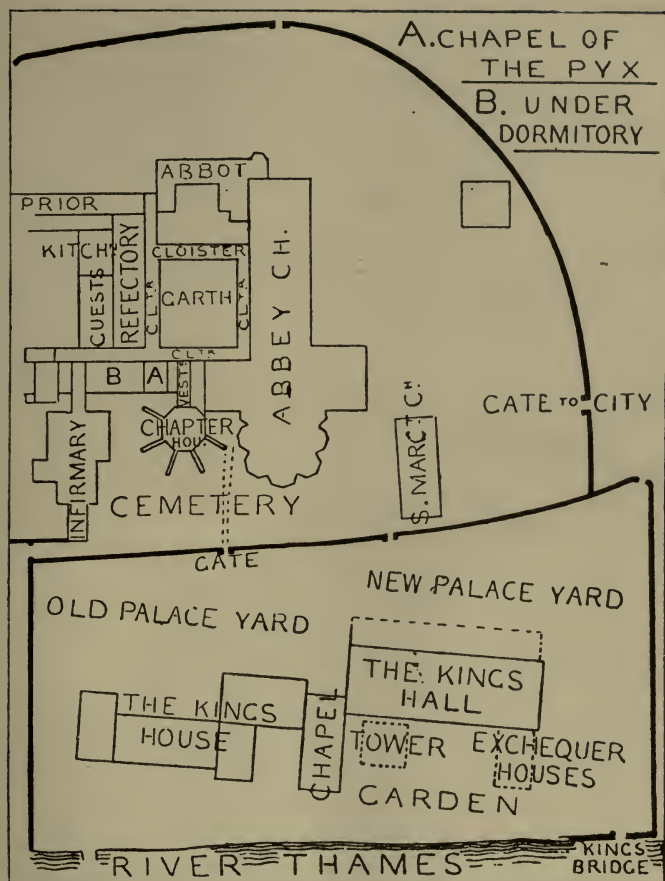 A. CHAPEL OF
THE PYX
B. UNDER
DORMITORY
ABBOT
PRIOR
KITCHN
GUESTS
REFECTORY
CLOISTER
CLTR
GARTH
CLTR
CLTR
ABBEY CH.
B
A
VEST
CHAPTER
HOU.
INFIRMARY
CEMETERY
S. MARGT CH
GATE TO CITY
GATE
OLD PALACE YARD
NEW PALACE YARD
THE KINGS
HALL
THE KINGS
HOUSE
CHAPEL
TOWER
EXCHEQUER
HOUSES
GARDEN
RIVER THAMES
KINGS
BRIDGE